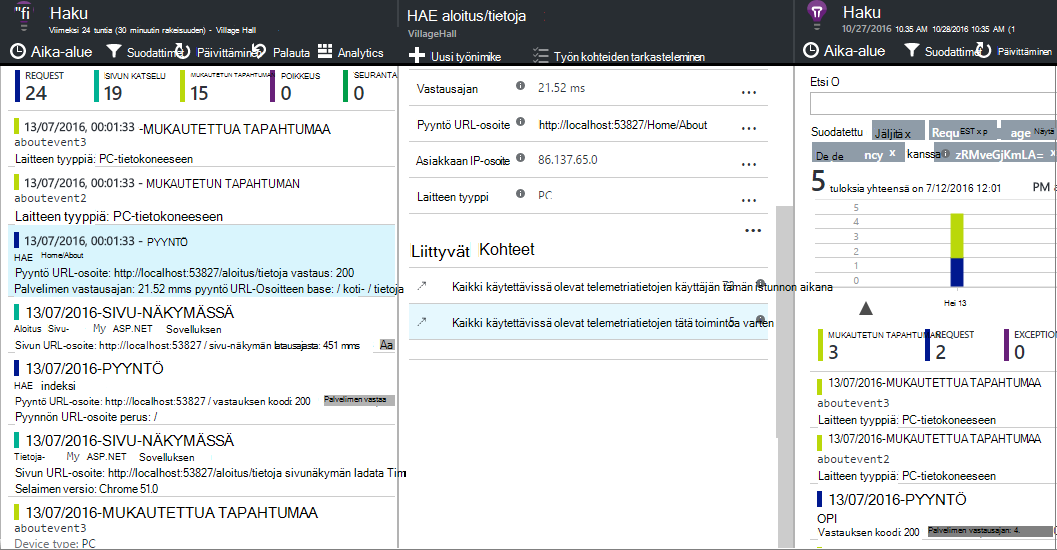 "fi Haku
Viimeksi 24 tuntia (30 minuutin rakeisuuden) - Village Hall
Aika-alue Suodattimet Päivittäminen Palauta Analytics
REQUEST SIVUN KATSELU MUKAUTETUT TAPAHTUMA POIKKEUS SEURANTA
24 19 15 0 0
13/07/2016, 00:01:33 -MUKAUTETTUA TAPAHTUMAA
aboutevent3
Laitteen tyyppiä: PC-tietokoneeseen
13/07/2016, 00:01:33 - MUKAUTETUN TAPAHTUMAN
aboutevent2
Laitteen tyyppiä: PC-tietokoneeseen
13/07/2016, 00:01:33 - PYYNTÖ
HAE Home/About
Pyyntö URL-osoite: http://localhost:53827/aloitus/tietoja vastaus: 200
Palvelimen vastausajan: 21.52 mms pyyntö URL-Osoitteen base: / koti- / tietoja
13/07/2016-SIVU-NÄKYMÄSSÄ
Aloitus Sivu- My ASP.NET Sovelluksen
Sivun URL-osoite: http://localhost:53827 / sivu-näkymän latausajasta: 451 mms Aa
13/07/2016-PYYNTÖ
HAE indeksi
Pyyntö URL-osoite: http://localhost:53827 / vastauksen koodi: 200 Palvelimen vastaa
Pyynnön URL-osoite perus: /
13/07/2016-SIVU-NÄKYMÄSSÄ
Tietoja- My ASP.NET Sovelluksen
Sivun URL-osoite: http://localhost:53827/aloitus/tietoja sivunäkymän ladata Tim
Selaimen versio: Chrome 51.0
13/07/2016-MUKAUTETTUA TAPAHTUMAA
aboutevent3
Device type: PC
HAE aloitus/tietoja
VillageHall
Uusi työnimike Työn kohteiden tarkasteleminen
Vastausajan 21.52 ms ...
Pyyntö URL-osoite http://localhost:53827/Home/About ...
Asiakkaan IP-osoite 86.137.65.0 ...
Laitteen tyyppi PC ...
...
Liittyvät Kohteet
Kaikki käytettävissä olevat telemetriatietojen käyttäjän Tämän istunnon aikana
Kaikki käytettävissä olevat telemetriatietojen tätä toimintoa varten 5
Haku
10/27/2016 10.35 AM 10/28/2016 10:35 AM (1
Aika-alue Suodattimet Päivittäminen
Etsi O
Suodatettu Jäljitä x Requ EST x p age Näytä
De de ncy x kanssa zRMveGjKmLA= x
5 tuloksia yhteensä on 7/12/2016 12:01 PM
5
4
3
2
1
0
Hei 13
MUKAUTETUN TAPAHTUMAN REQUEST EXCEPTION
3 2 0
13/07/2016-MUKAUTETTUA TAPAHTUMAA
aboutevent3
Laitteen tyyppiä: PC-tietokoneeseen
13/07/2016-MUKAUTETTUA TAPAHTUMAA
aboutevent2
Laitteen tyyppiä: PC-tietokoneeseen
13/07/2016-PYYNTÖ
OPI
Vastauksen koodi: 200 Palvelimen vastausajan: 4.